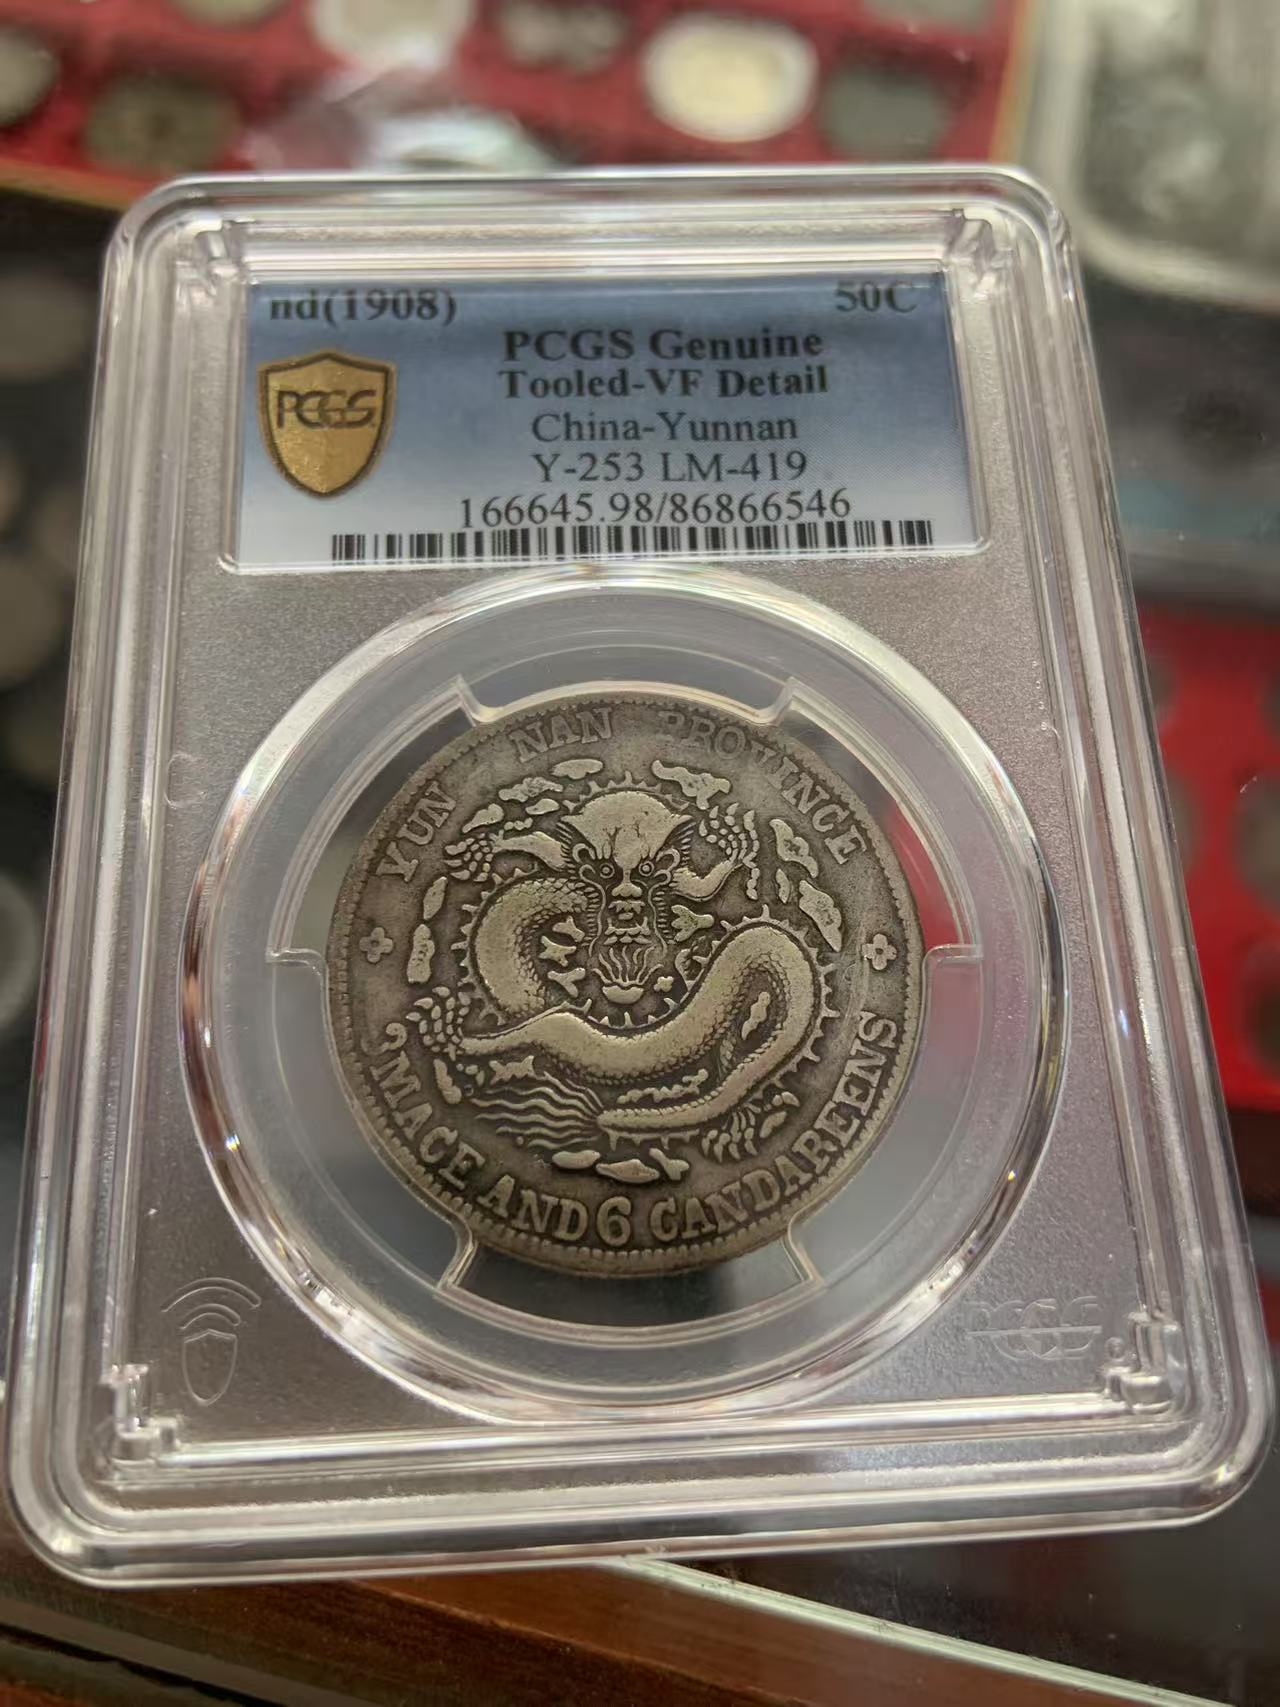 nd(1908) 50C
PCGS Genuine
Tooled-VF Detail
PCGS
China-Yunnan
Y-253 LM-419
166645.98/86866546
YUN NAN PROVINCE
3 MACE AND 6 CANDAREENS
PCGS